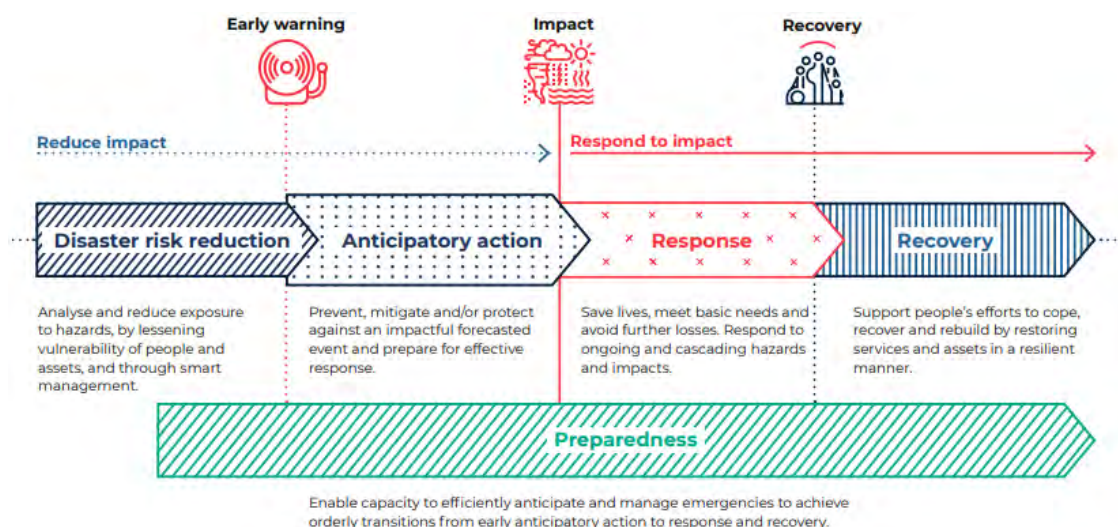 Early warning
Impact
Recovery
Reduce impact
Respond to impact
Disaster risk reduction
Anticipatory action
Response
Recovery
Analyse and reduce exposure
to hazards, by lessening
vulnerability of people and
assets, and through smart
management.
Prevent, mitigate and/or protect
against an impactful forecasted
event and prepare for effective
response.
Save lives, meet basic needs and
avoid further losses. Respond to
ongoing and cascading hazards
and impacts.
Support people's efforts to cope,
recover and rebuild by restoring
services and assets in a resilient
manner.
Preparedness
Enable capacity to efficiently anticipate and manage emergencies to achieve
orderly transitions from early anticipatory action to response and recovery.